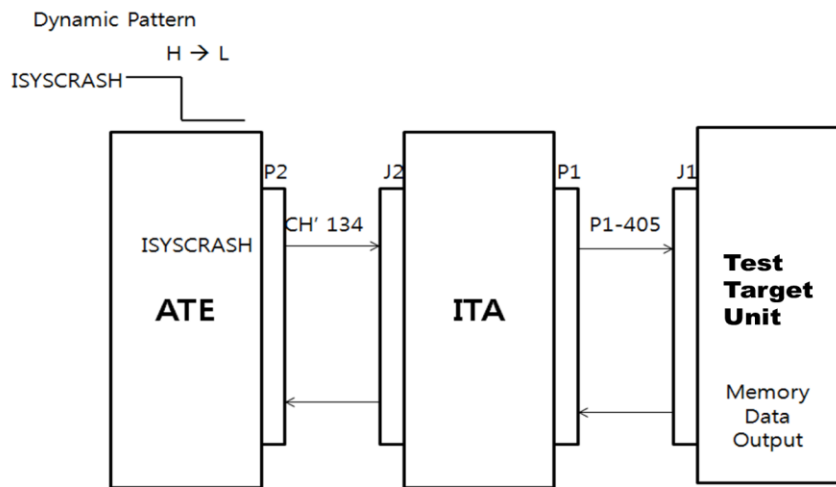 Dynamic Pattern
H → L
ISYSCRASH
P2
J2
P1
J1
CH' 134
P1-405
ISYSCRASH
ATE
ITA
Test
Target
Unit
Memory
Data
Output